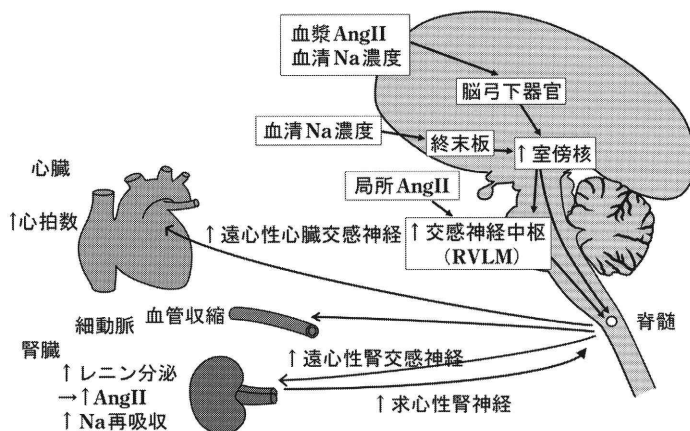 血漿AngII
血清Na濃度
脳弓下器官
血清Na濃度
終末板
↑室傍核
心臓
局所AngII
↑心拍数
↑遠心性心臓交感神経
↑交感神経中枢
(RVLM)
血管収縮
細動脈
脊髄
腎臓
↑遠心性腎交感神経
↑レニン分泌
→↑AngII
↑Na再吸収
↑求心性腎神経